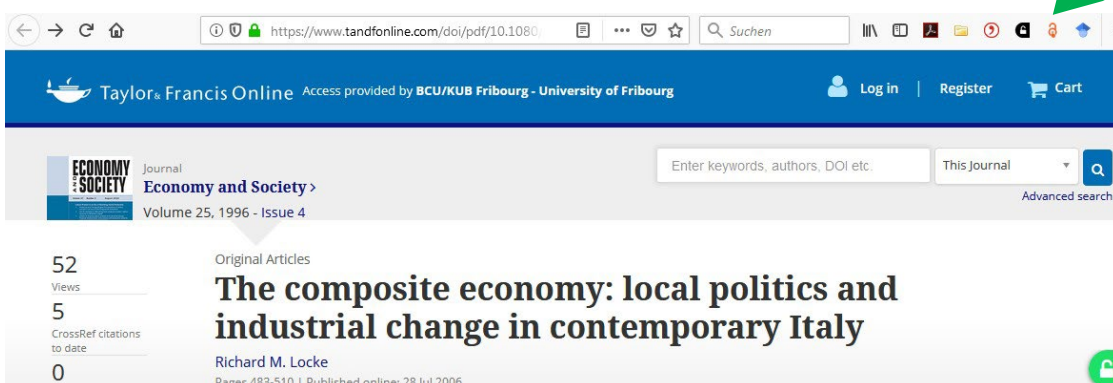 https://www.tandfonline.com/doi/pdf/10.1080
Suchen
Taylor & Francis Online Access provided by BCU/KUB Fribourg - University of Fribourg
Log in | Register Cart
ECONOMY AND SOCIETY
Journal
Economy and Society >
Volume 25, 1996 - Issue 4
Enter keywords, authors, DOI etc.
This Journal
Advanced search
52
Views
5
CrossRef citations
to date
0
Original Articles
The composite economy: local politics and
industrial change in contemporary Italy
Richard M. Locke
Pages 483-510 | Published online: 28 Jul 2006